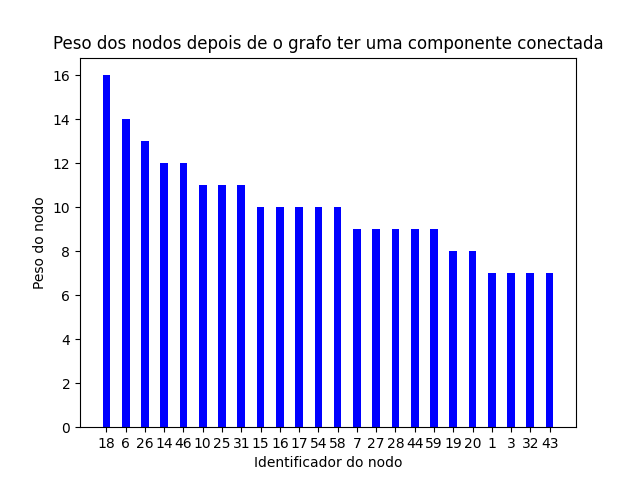 Peso dos nodos depois de o grafo ter uma componente conectada
16
14
12
10
8
6
4
2
0
Peso do nodo
18 6 26 14 46 10 25 31 15 16 17 54 58 7 27 28 44 59 19 20 1 3 32 43
Identificador do nodo